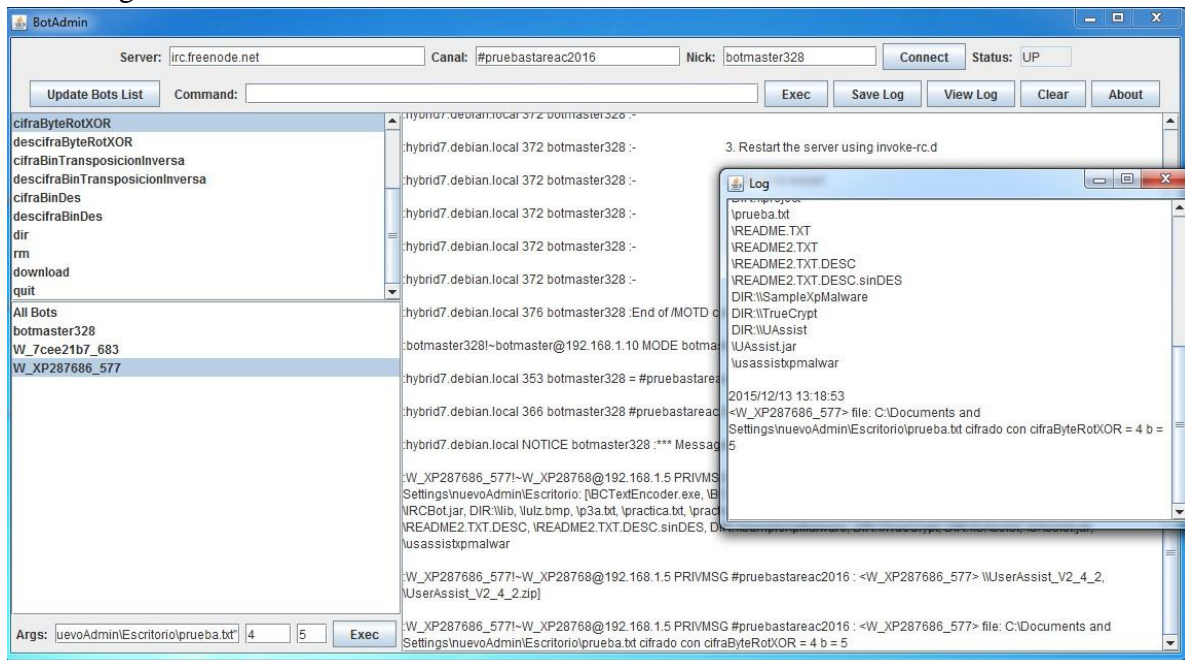 BotAdmin
Server: irc.freenode.net Canal: #pruebastareac2016 Nick: botmaster328 Connect Status: UP
Update Bots List Command: Exec Save Log View Log Clear About
cifraByteRotXOR
descifraByteRotXOR
cifraBinTransposicionInversa
descifraBinTransposicionInversa
cifraBinDes
descifraBinDes
dir
rm
download
quit
All Bots
botmaster328
W_7cee21b7_683
W_XP287686_577
Args: uevoAdmin\Escritorio\prueba.txt" 4 5 Exec
:hybrid7.debian.local 372 botmaster328 :-
:hybrid7.debian.local 372 botmaster328 :- 3. Restart the server using invoke-rc.d
:hybrid7.debian.local 372 botmaster328 :-
:hybrid7.debian.local 372 botmaster328 :-
:hybrid7.debian.local 372 botmaster328 :-
:hybrid7.debian.local 372 botmaster328 :-
:hybrid7.debian.local 376 botmaster328 :End of /MOTD
:botmaster328!~botmaster@192.168.1.10 MODE
:hybrid7.debian.local 353 botmaster328 =
:hybrid7.debian.local 366 botmaster328
:hybrid7.debian.local NOTICE botmaster328 :***
:W_XP287686_577!~W_XP28768@192.168.1.5
Settings\nuevoAdmin\Escritorio: [\BCTextEncoder.exe,
\IRCBot.jar, DIR:\\lib, \lulz.bmp, \p3a.txt, \practica.txt,
\README2.TXT.DESC, \README2.TXT.DESC.sinDES,
\usassistxpmalwar
:W_XP287686_577!~W_XP28768@192.168.1.5 PRIVMSG #pruebastareac2016 : <W_XP287686_577> \\UserAssist_V2_4_2,
\UserAssist_V2_4_2.zip]
:W_XP287686_577!~W_XP28768@192.168.1.5 PRIVMSG #pruebastareac2016 : <W_XP287686_577> file: C:\Documents and
Settings\nuevoAdmin\Escritorio\prueba.txt cifrado con cifraByteRotXOR = 4 b = 5
Log
DIR:\\project
\prueba.txt
\README.TXT
\README2.TXT
\README2.TXT.DESC
\README2.TXT.DESC.sinDES
DIR:\\SampleXpMalware
DIR:\\TrueCrypt
DIR:\\UAssist
\UAssist.jar
\usassistxpmalwar
2015/12/13 13:18:53
<W_XP287686_577> file: C:\Documents and
Settings\nuevoAdmin\Escritorio\prueba.txt cifrado con cifraByteRotXOR = 4 b =
5